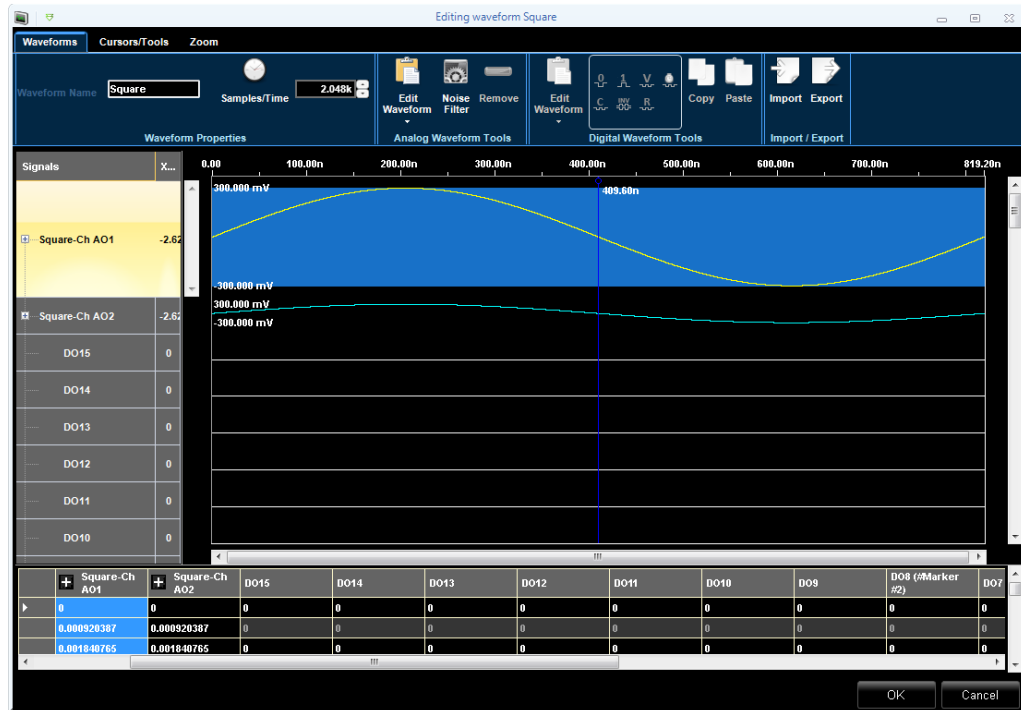 Editing waveform Square
Waveforms Cursors/Tools Zoom
Waveform Name Square
Samples/Time 2.048k
Waveform Properties
Edit Waveform
Noise Filter
Remove
Analog Waveform Tools
Edit Waveform
0 1 V
C INV R
Copy Paste
Digital Waveform Tools
Import Export
Import / Export
Signals X...
0.00 100.00n 200.00n 300.00n 400.00n 500.00n 600.00n 700.00n 819.20n
300.000 mV
409.60n
Square-Ch AO1 -2.62
-300.000 mV
300.000 mV
Square-Ch AO2 -2.62
-300.000 mV
DO15 0
DO14 0
DO13 0
DO12 0
DO11 0
DO10 0
Square-Ch AO1 Square-Ch AO2 DO15 DO14 DO13 DO12 DO11 DO10 DO9 DO8 (#Marker #2) DO7
0 0 0 0 0 0 0 0 0 0 0
0.000920387 0.000920387 0 0 0 0 0 0 0 0 0
0.001840765 0.001840765 0 0 0 0 0 0 0 0 0
OK Cancel